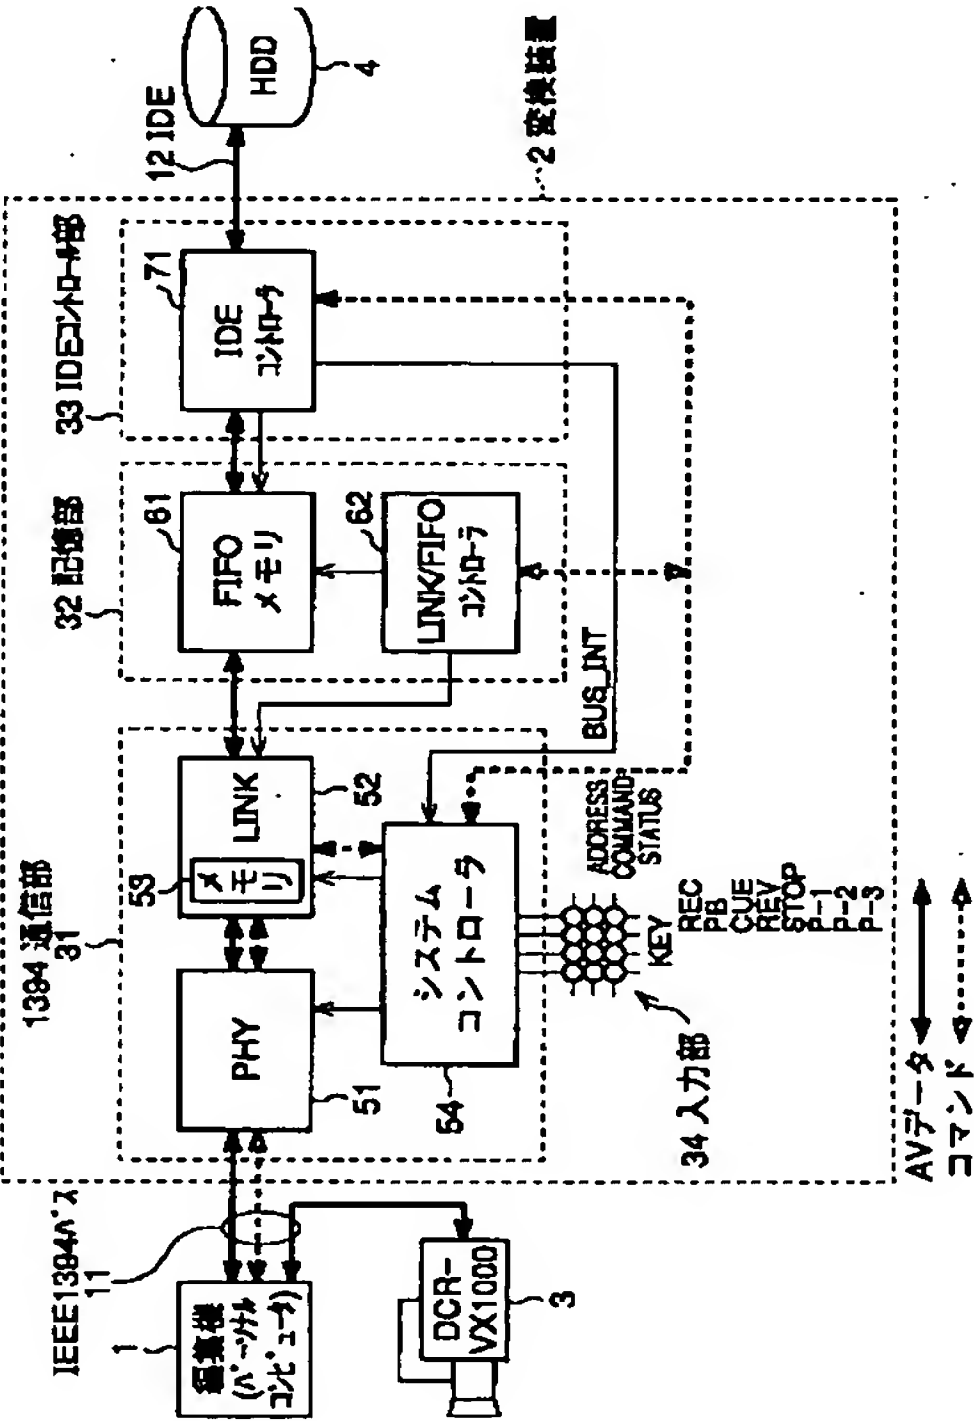 IEEE1394バス
11
1
編集機
(パーソナル
コンピュータ)
DCR-
VX1000
3
1394 通信部
31
PHY
51
53
メモリ
LINK
52
システム
コントローラ
54
32 記憶部
61
FIFO
メモリ
62
LINK/FIFO
コントローラ
33 IDEコントロール部
71
IDE
コントローラ
12 IDE
HDD
4
2 変換装置
BUS_INT
ADDRESS
COMMAND
STATUS
34 入力部
KEY
REC
PB
CUE
REV
STOP
P-1
P-2
P-3
AVデータ
コマンド